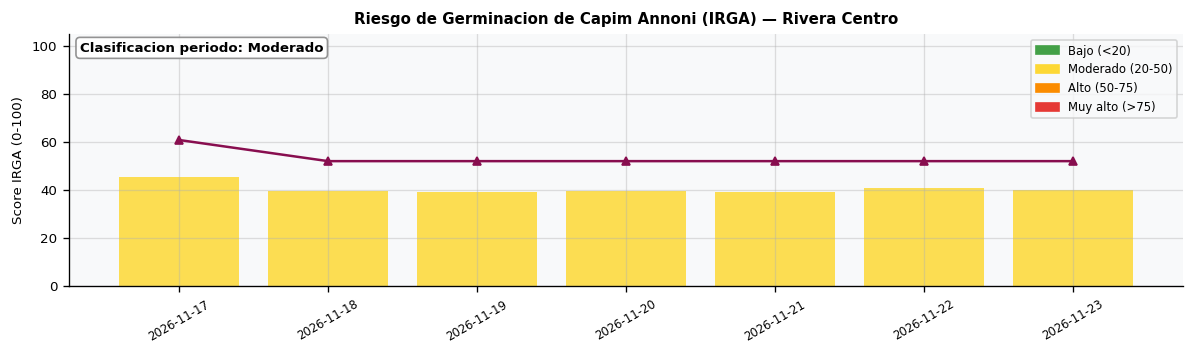 Riesgo de Germinacion de Capim Annoni (IRGA) — Rivera Centro
Clasificacion periodo: Moderado
Bajo (<20)
Moderado (20-50)
Alto (50-75)
Muy alto (>75)
Score IRGA (0-100)
100
80
60
40
20
0
2026-11-17
2026-11-18
2026-11-19
2026-11-20
2026-11-21
2026-11-22
2026-11-23